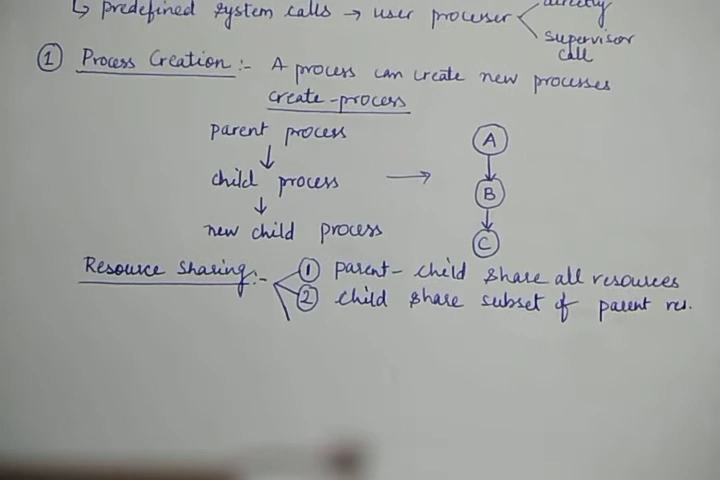 ↳ predefined system calls → user processer directly
supervisor call
① Process Creation:- A process can create new processes
create-process
parent process
↓
child process → A
↓ B
new child process C
Resource Sharing:- ① parent-child share all resources
② child share subset of parent res.